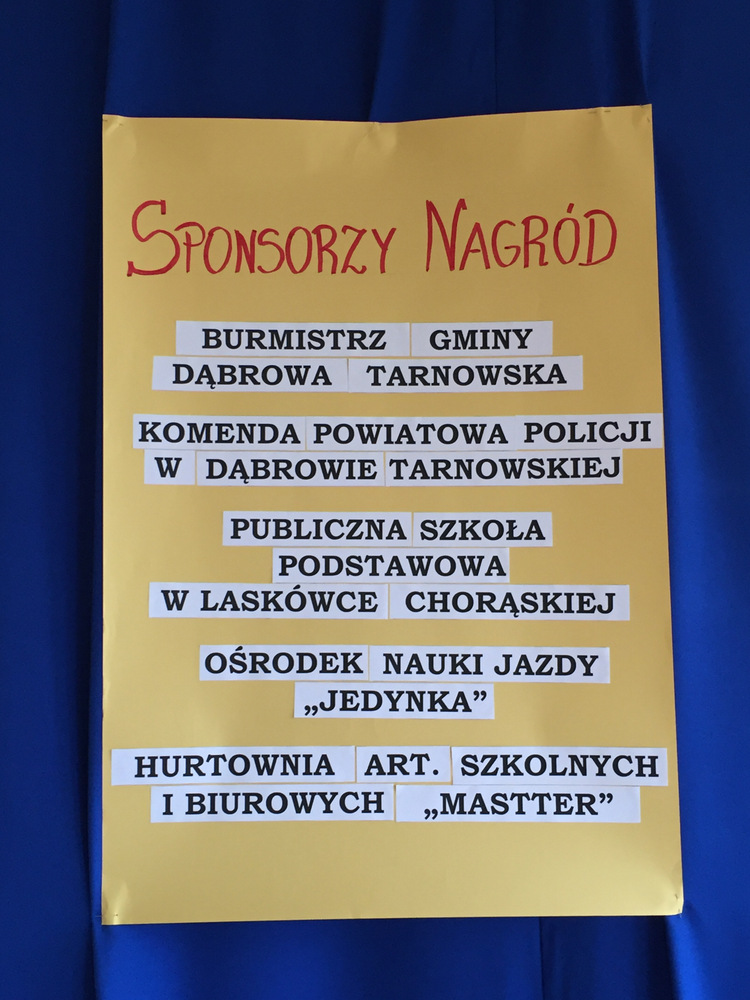 SPONSORZY NAGRÓD
BURMISTRZ GMINY
DĄBROWA TARNOWSKA
KOMENDA POWIATOWA POLICJI
W DĄBROWIE TARNOWSKIEJ
PUBLICZNA SZKOŁA
PODSTAWOWA
W LASKÓWCE CHORĄSKIEJ
OŚRODEK NAUKI JAZDY
„JEDYNKA”
HURTOWNIA ART. SZKOLNYCH
I BIUROWYCH „MASTTER”